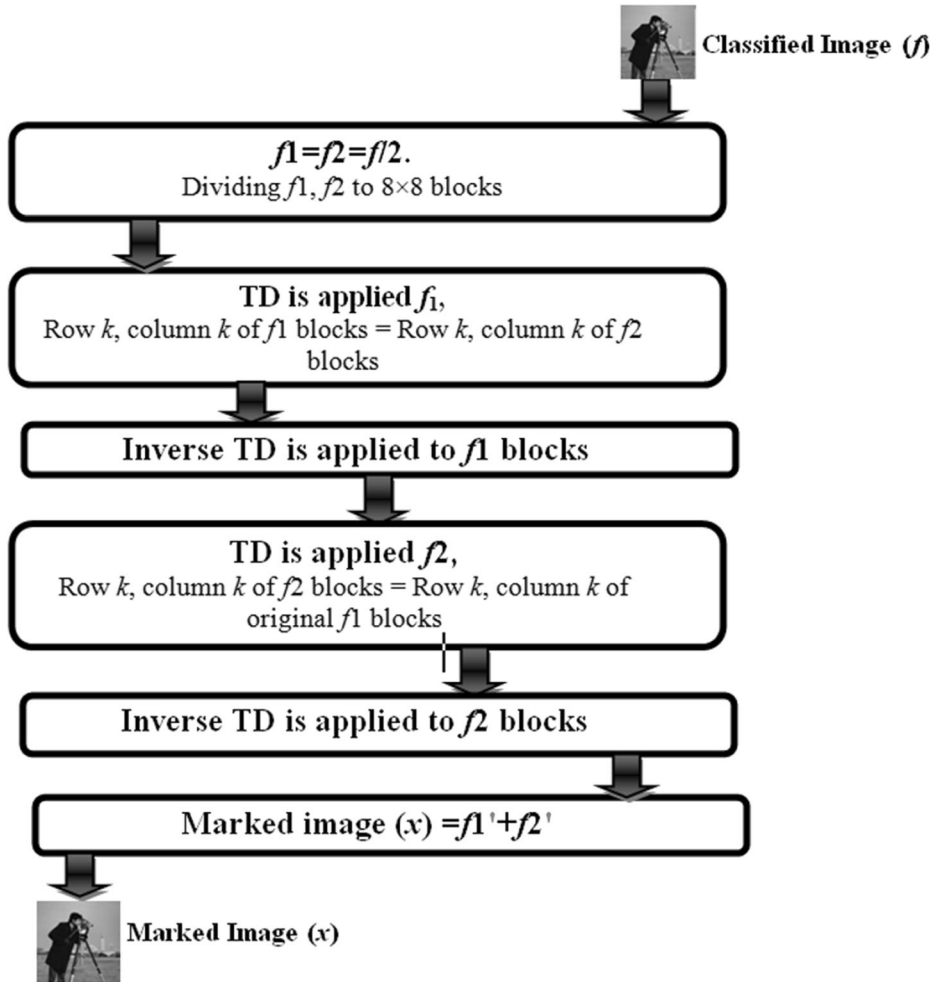 Classified Image (f)
f1=f2=f/2.
Dividing f1, f2 to 8×8 blocks
TD is applied f1,
Row k, column k of f1 blocks = Row k, column k of f2
blocks
Inverse TD is applied to f1 blocks
TD is applied f2,
Row k, column k of f2 blocks = Row k, column k of
original f1 blocks
Inverse TD is applied to f2 blocks
Marked image (x) =f1'+f2'
Marked Image (x)